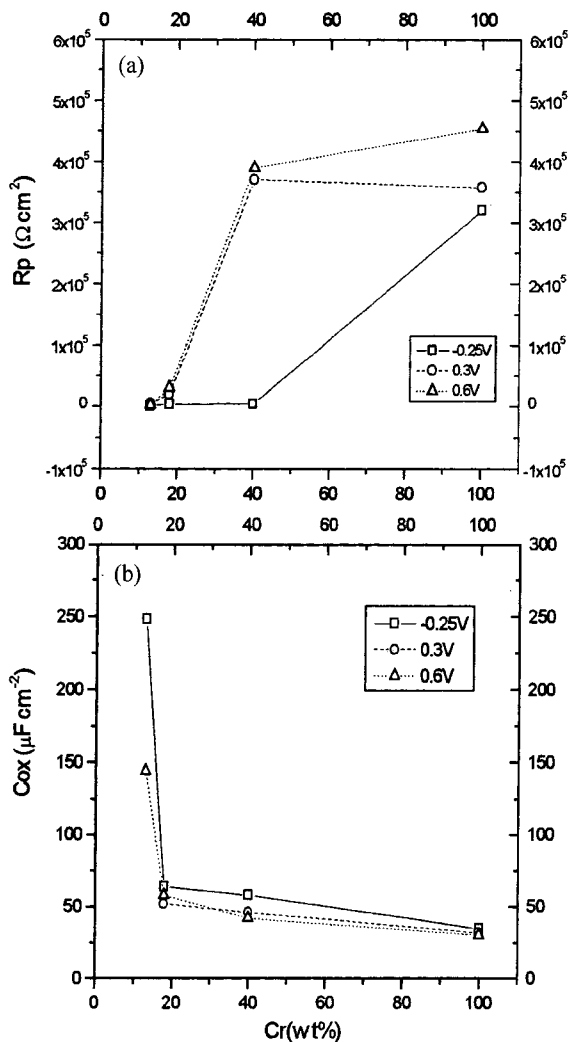 0 20 40 60 80 100
(a)
6x10⁵ 6x10⁵
5x10⁵ 5x10⁵
4x10⁵ 4x10⁵
3x10⁵ 3x10⁵
2x10⁵ 2x10⁵
1x10⁵ 1x10⁵
0 0
-1x10⁵ -1x10⁵
Rp (Ω cm²)
-0.25V
0.3V
0.6V
0 20 40 60 80 100
0 20 40 60 80 100
(b)
300 300
250 250
200 200
150 150
100 100
50 50
0 0
Cox (μF cm⁻²)
-0.25V
0.3V
0.6V
0 20 40 60 80 100
Cr(wt%)